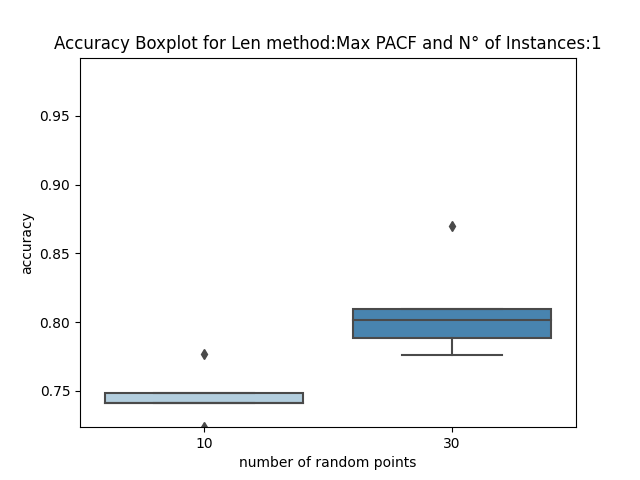 Accuracy Boxplot for Len method:Max PACF and N° of Instances:1
0.95
0.90
0.85
0.80
0.75
accuracy
10
30
number of random points